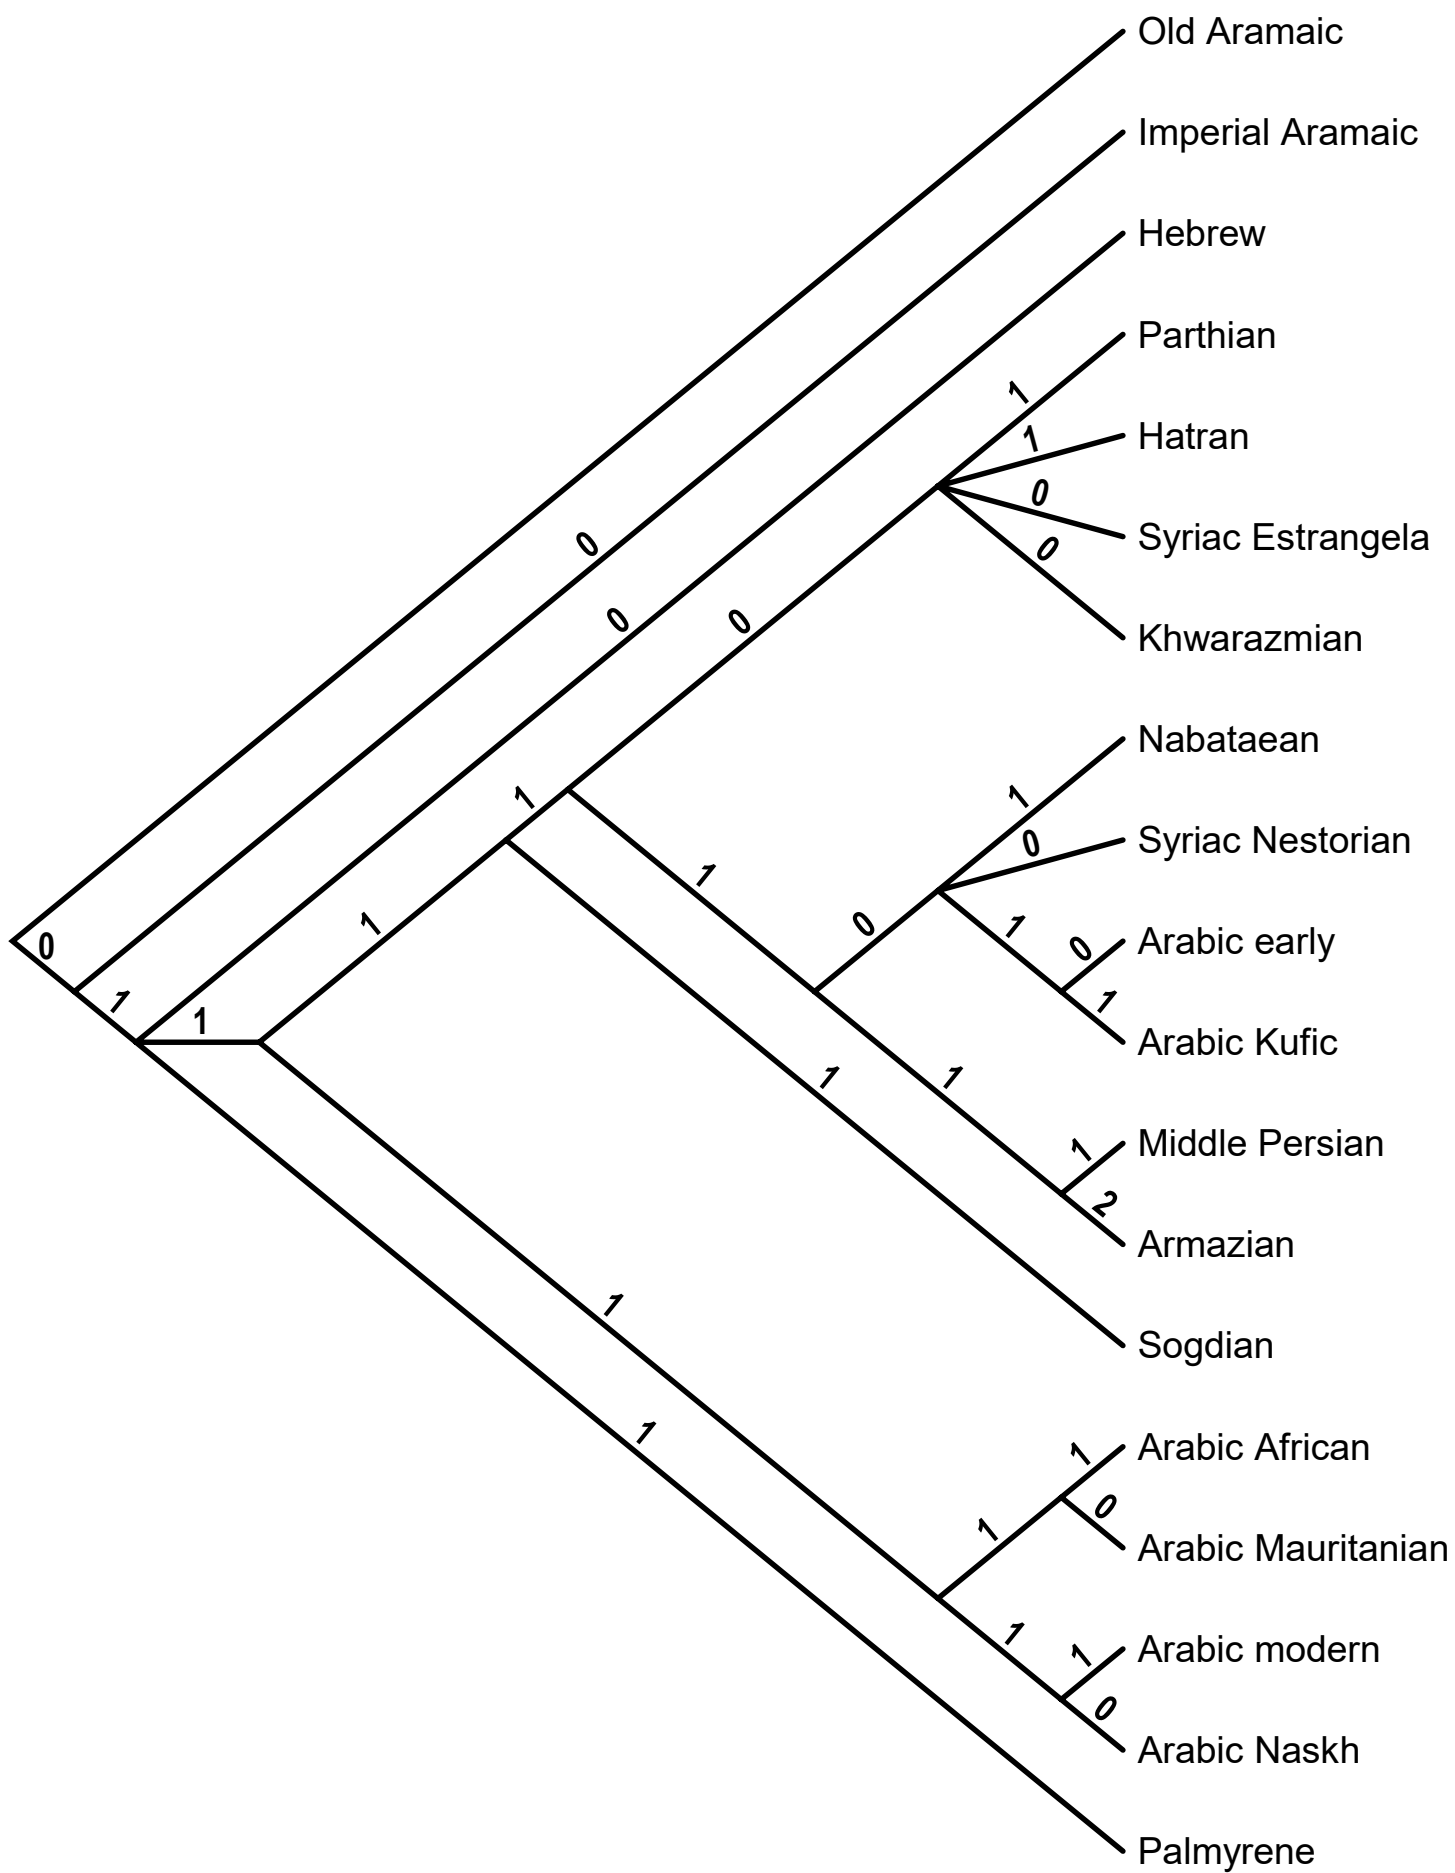 Old Aramaic
Imperial Aramaic
Hebrew
Parthian
1
Hatran
1
0
Syriac Estrangela
0
0
0
0
Khwarazmian
Nabataean
1
1
Syriac Nestorian
0
1
1
0
1
Arabic early
0
0
1
1
1
Arabic Kufic
1
1
Middle Persian
1
2
Armazian
1
Sogdian
1
Arabic African
1
0
1
Arabic Mauritanian
1
Arabic modern
1
0
Arabic Naskh
Palmyrene